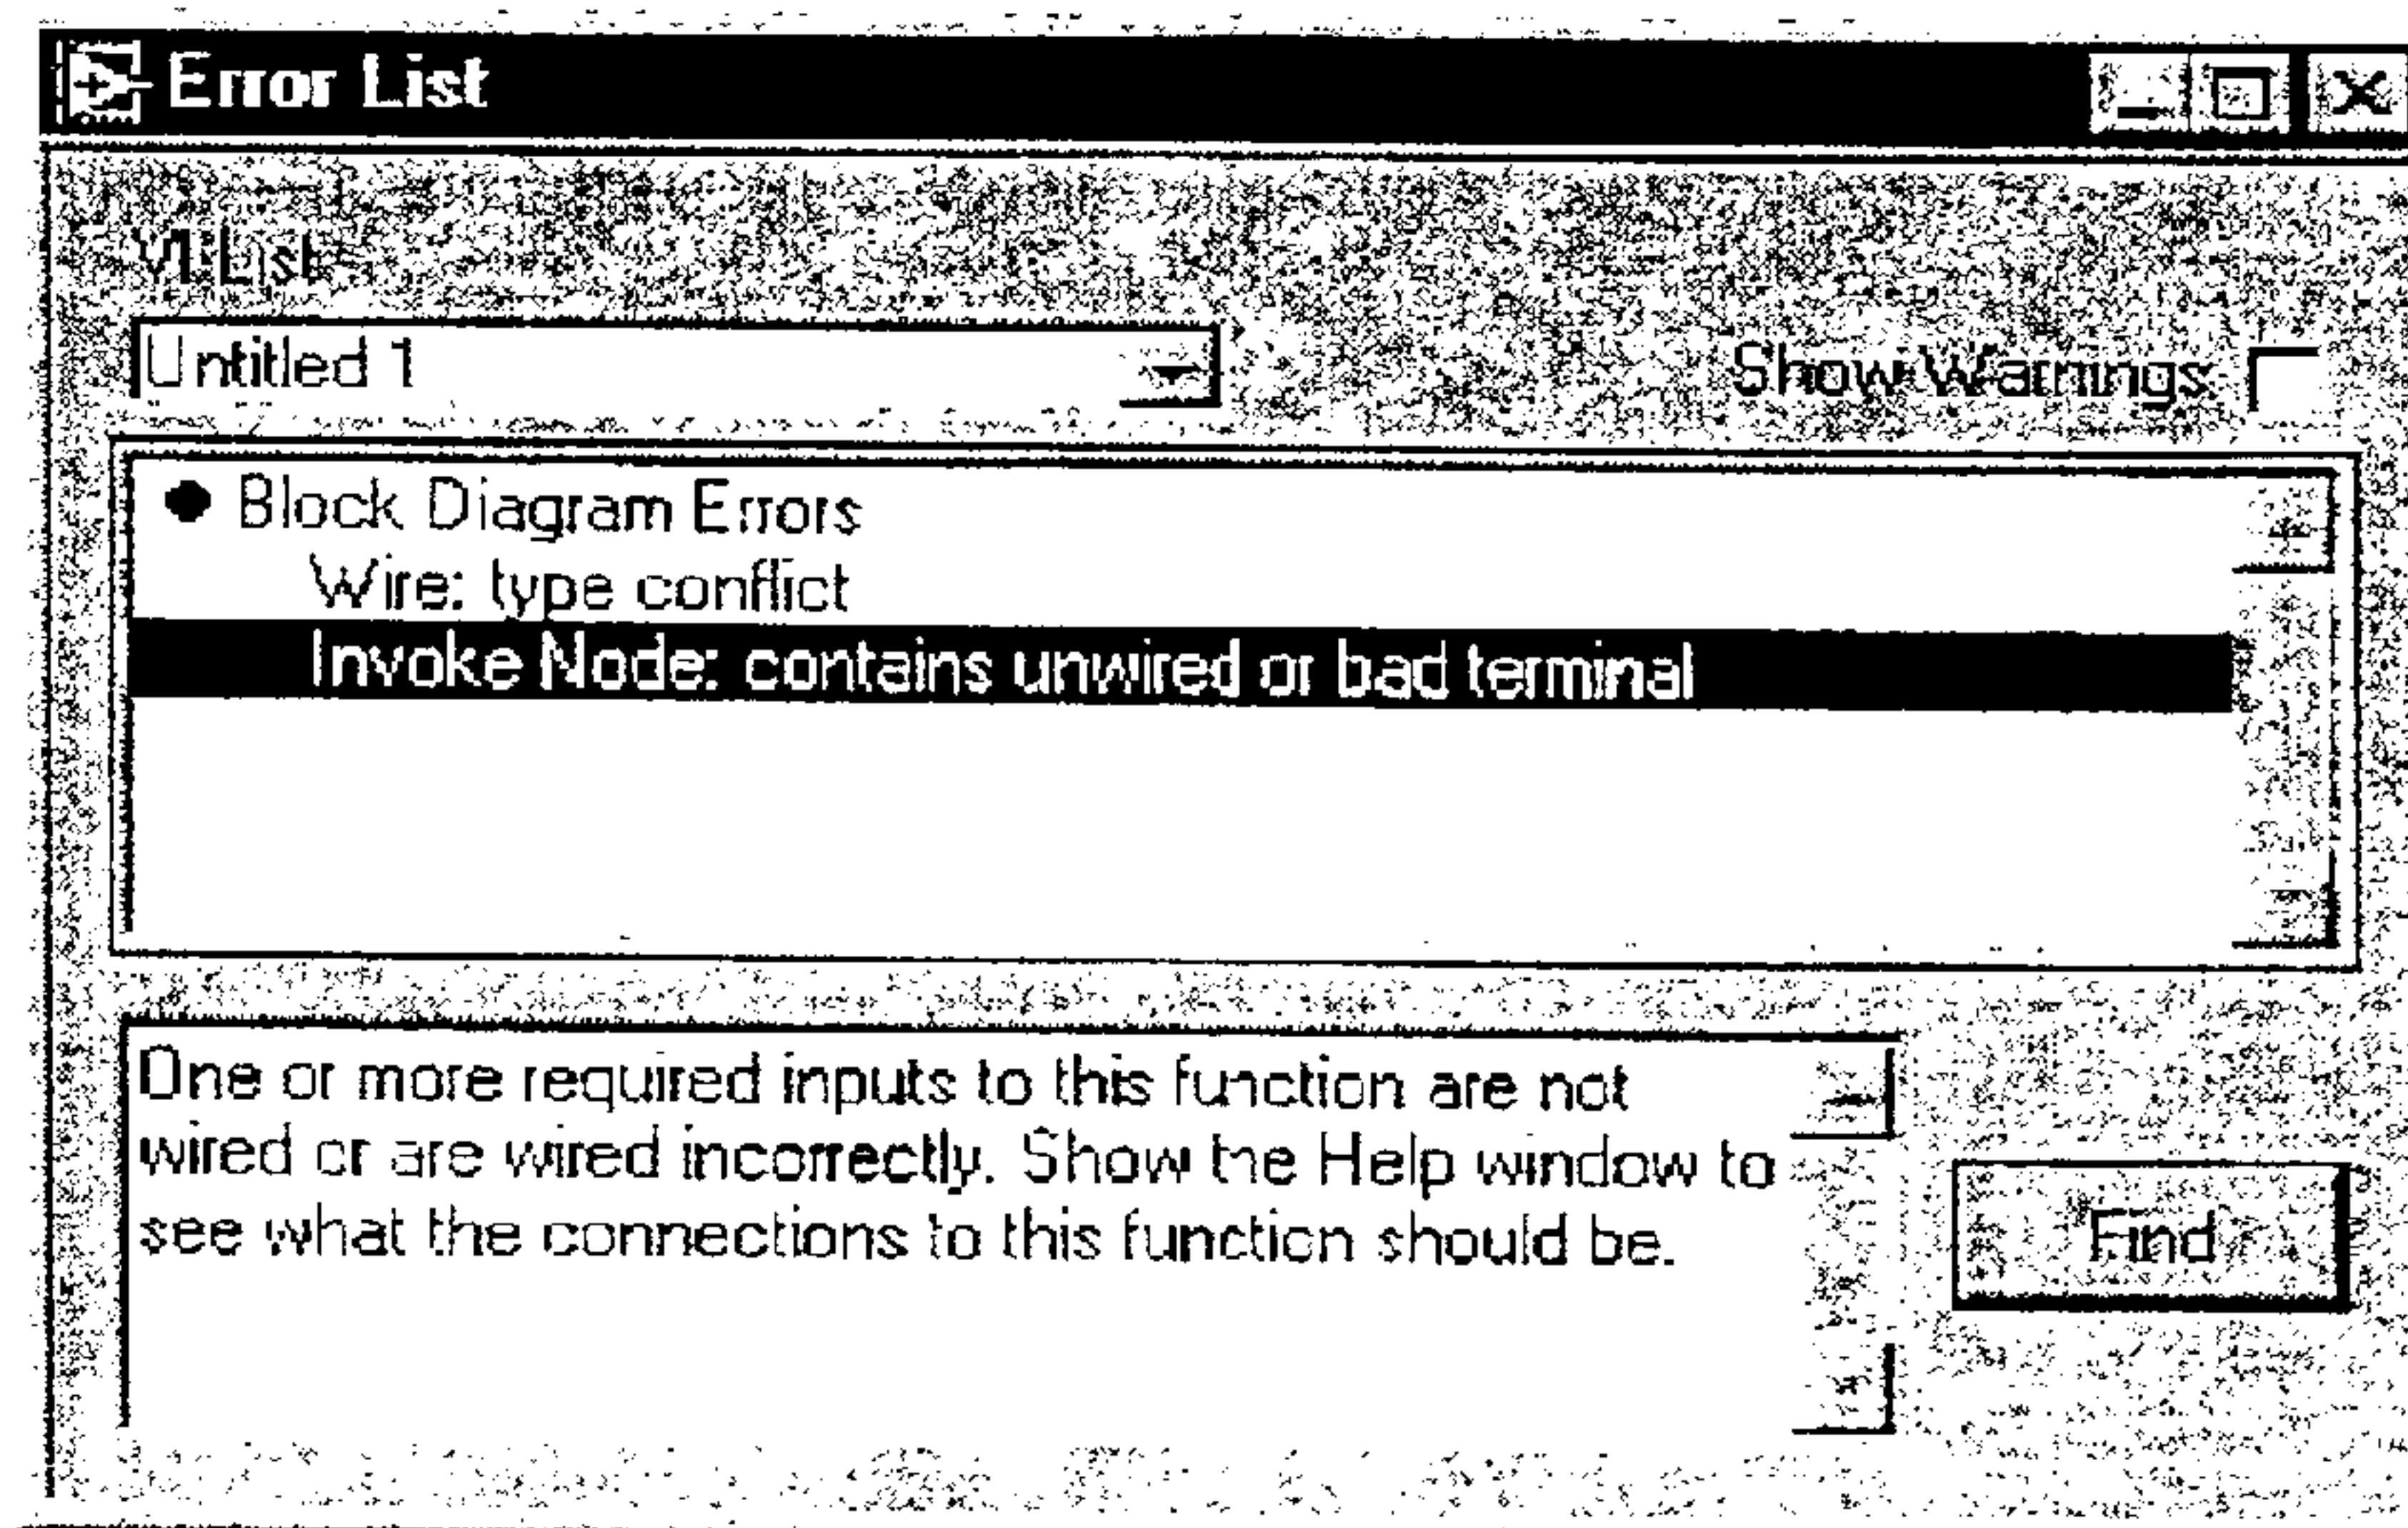 Error List
VI List
Untitled 1
Show Warnings
Block Diagram Errors
Wire: type conflict
Invoke Node: contains unwired or bad terminal
One or more required inputs to this function are not
wired or are wired incorrectly. Show the Help window to
see what the connections to this function should be.
Find